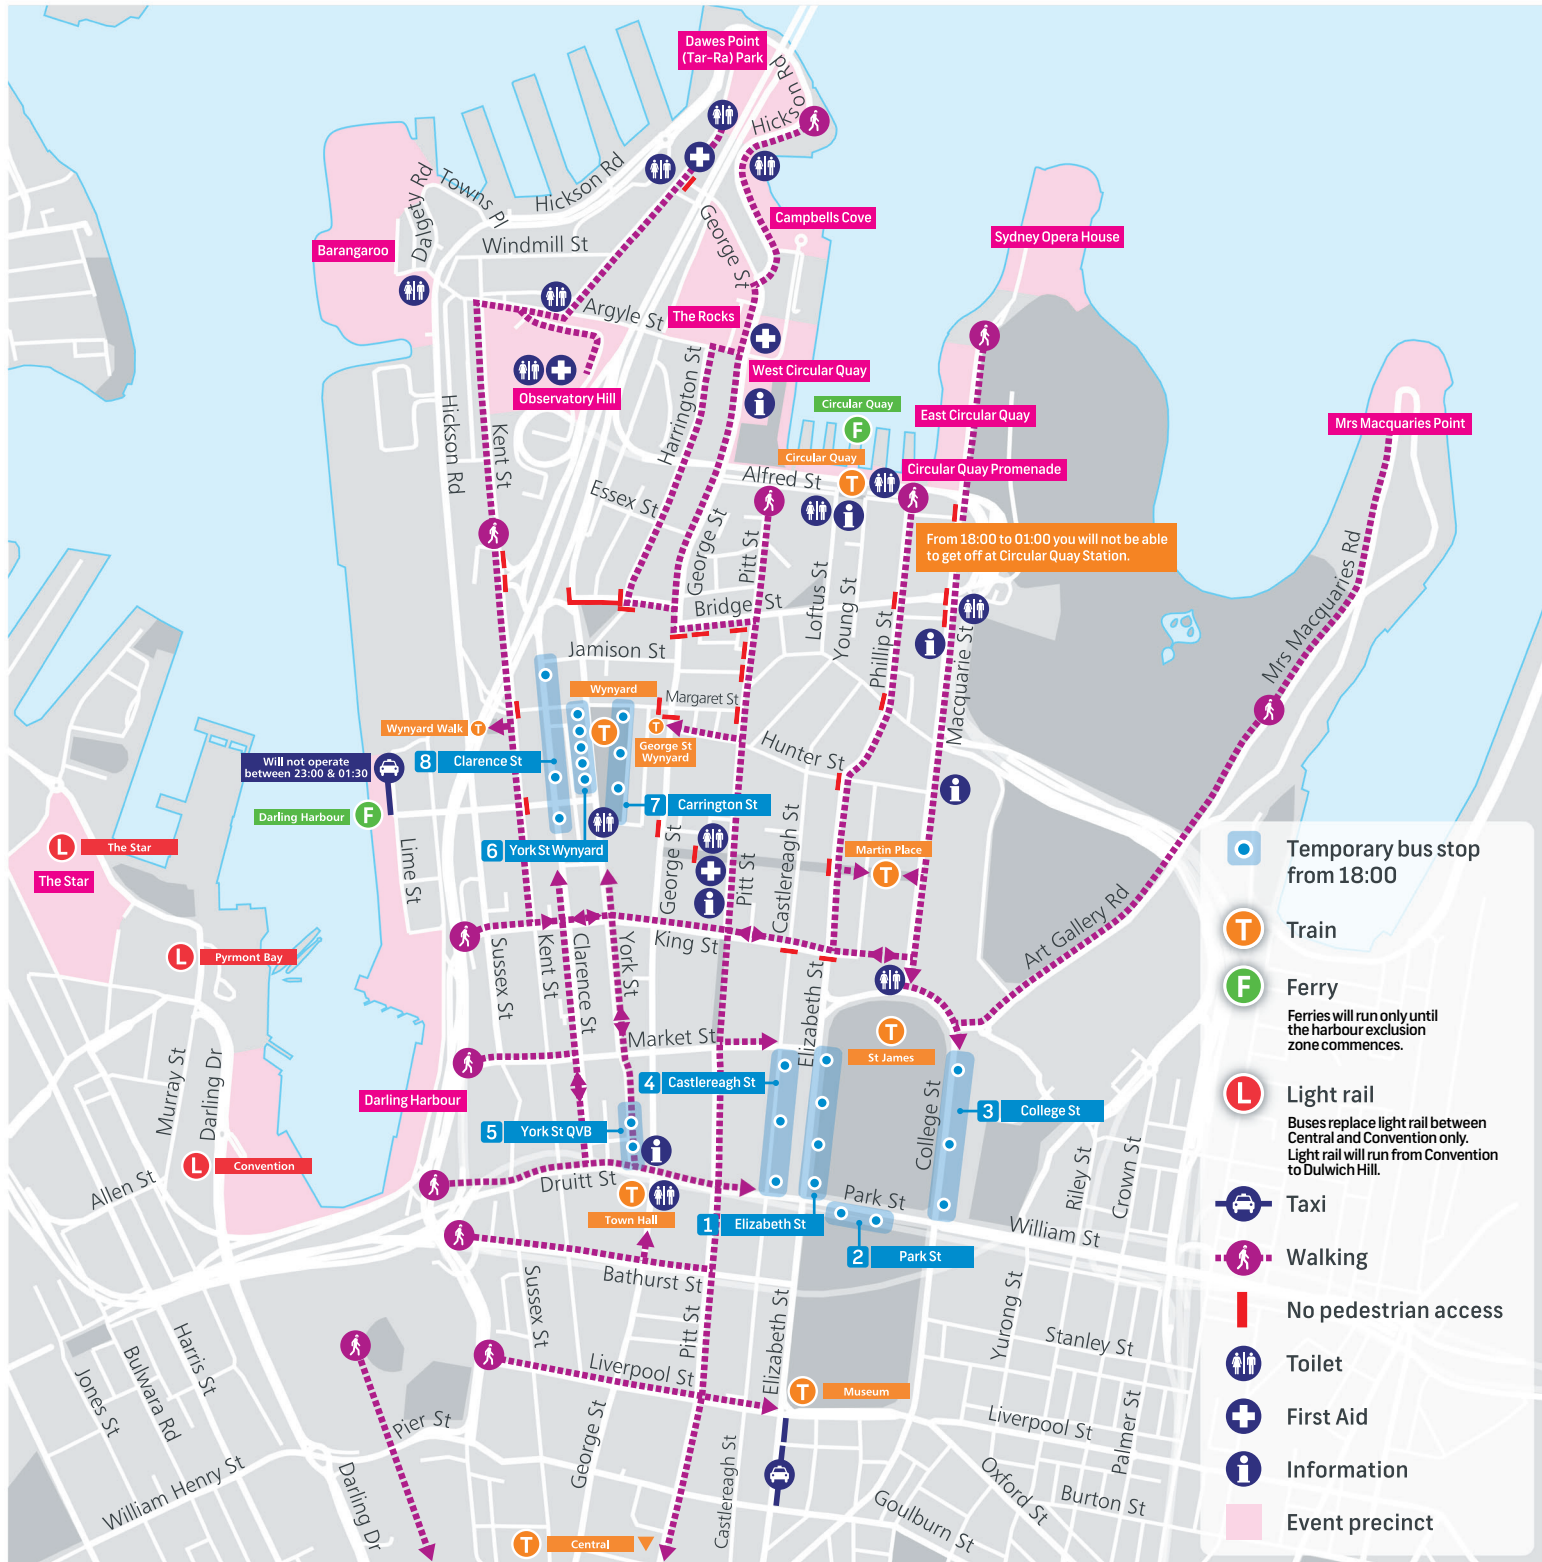 Dawes Point
(Tar-Ra) Park
Hickson Rd
Dalgety Rd
Towns Pl
Hickson Rd
Windmill St
George St
Campbells Cove
Barangaroo
Sydney Opera House
Argyle St
The Rocks
West Circular Quay
Observatory Hill
Harrington St
Hickson Rd
Kent St
Circular Quay
F
East Circular Quay
Mrs Macquaries Point
Circular Quay
T
Alfred St
Circular Quay Promenade
Essex St
George St
Pitt St
From 18:00 to 01:00 you will not be able
to get off at Circular Quay Station.
Bridge St
Loftus St
Young St
Phillip St
Macquarie St
Mrs Macquaries Rd
Jamison St
Wynyard
T
Margaret St
Wynyard Walk
T
T
George St
Wynyard
Hunter St
Will not operate
between 23:00 & 01:30
8 Clarence St
7 Carrington St
Darling Harbour
F
6 York St Wynyard
L
The Star
The Star
Lime St
George St
Pitt St
Castlereagh St
Martin Place
T
Art Gallery Rd
L
Pyrmont Bay
Sussex St
Kent St
Clarence St
York St
King St
Elizabeth St
Market St
T
St James
Murray St
Darling Dr
Darling Harbour
4 Castlereagh St
3 College St
College St
5 York St QVB
L
Convention
Allen St
Druitt St
T
Town Hall
Park St
1 Elizabeth St
2 Park St
William St
Riley St
Crown St
Bathurst St
Sussex St
Pitt St
Elizabeth St
Yurong St
Stanley St
Harris St
Bulwara Rd
Jones St
Liverpool St
T
Museum
Liverpool St
Palmer St
Pier St
George St
Castlereagh St
William Henry St
Darling Dr
Oxford St
Burton St
Goulburn St
T
Central
Temporary bus stop
from 18:00
T
Train
F
Ferry
Ferries will run only until
the harbour exclusion
zone commences.
L
Light rail
Buses replace light rail between
Central and Convention only.
Light rail will run from Convention
to Dulwich Hill.
Taxi
Walking
No pedestrian access
Toilet
First Aid
Information
Event precinct